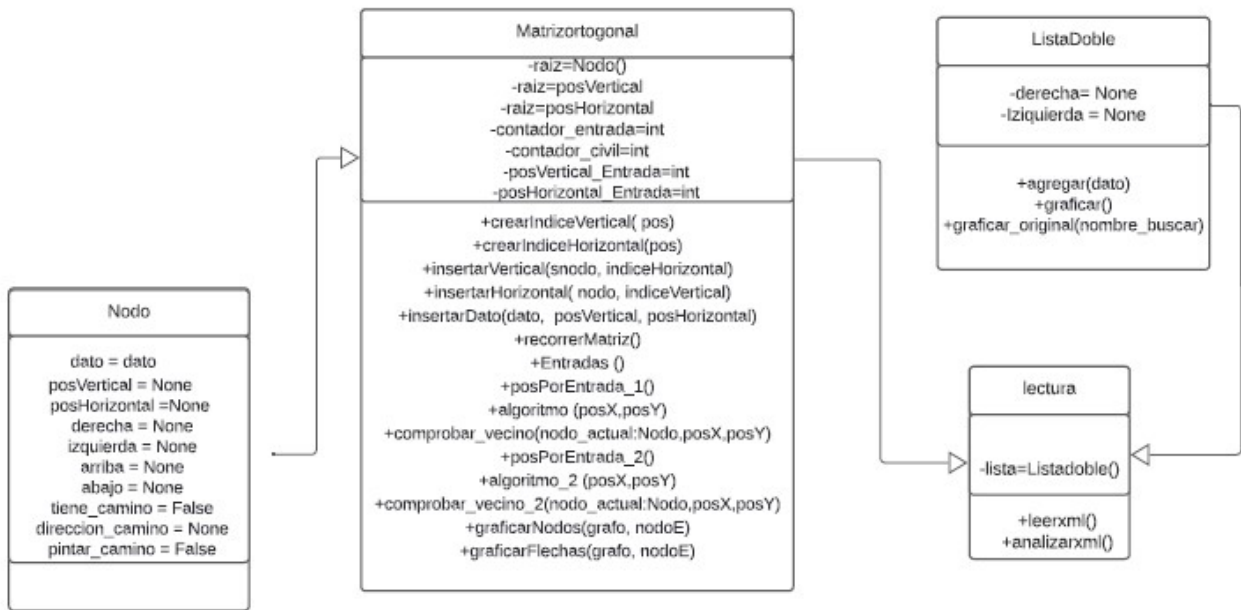 Matrizortogonal
-raiz=Nodo()
-raiz=posVertical
-raiz=posHorizontal
-contador_entrada=int
-contador_civil=int
-posVertical_Entrada=int
-posHorizontal_Entrada=int
+crearIndiceVertical( pos)
+crearIndiceHorizontal(pos)
+insertarVertical(snodo, indiceHorizontal)
+insertarHorizontal( nodo, indiceVertical)
+insertarDato(dato, posVertical, posHorizontal)
+recorrerMatriz()
+Entradas ()
+posPorEntrada_1()
+algoritmo (posX,posY)
+comprobar_vecino(nodo_actual:Nodo,posX,posY)
+posPorEntrada_2()
+algoritmo_2 (posX,posY)
+comprobar_vecino_2(nodo_actual:Nodo,posX,posY)
+graficarNodos(grafo, nodoE)
+graficarFlechas(grafo, nodoE)
ListaDoble
-derecha= None
-Iziquierda = None
+agregar(dato)
+graficar()
+graficar_original(nombre_buscar)
Nodo
dato = dato
posVertical = None
posHorizontal =None
derecha = None
izquierda = None
arriba = None
abajo = None
tiene_camino = False
direccion_camino = None
pintar_camino = False
lectura
-lista=Listadoble()
+leerxml()
+analizarxml()